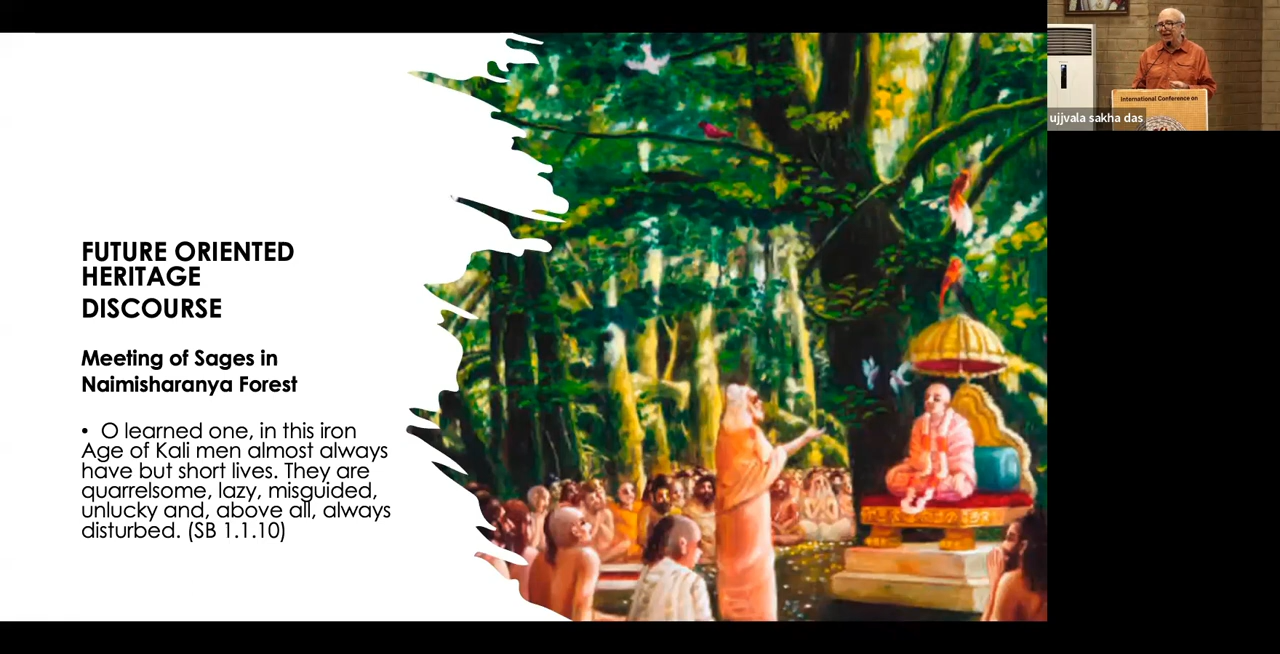 FUTURE ORIENTED
HERITAGE
DISCOURSE
Meeting of Sages in
Naimisharanya Forest
• O learned one, in this iron
Age of Kali men almost always
have but short lives. They are
quarrelsome, lazy, misguided,
unlucky and, above all, always
disturbed. (SB 1.1.10)
International Conference on
ujjvala sakha das